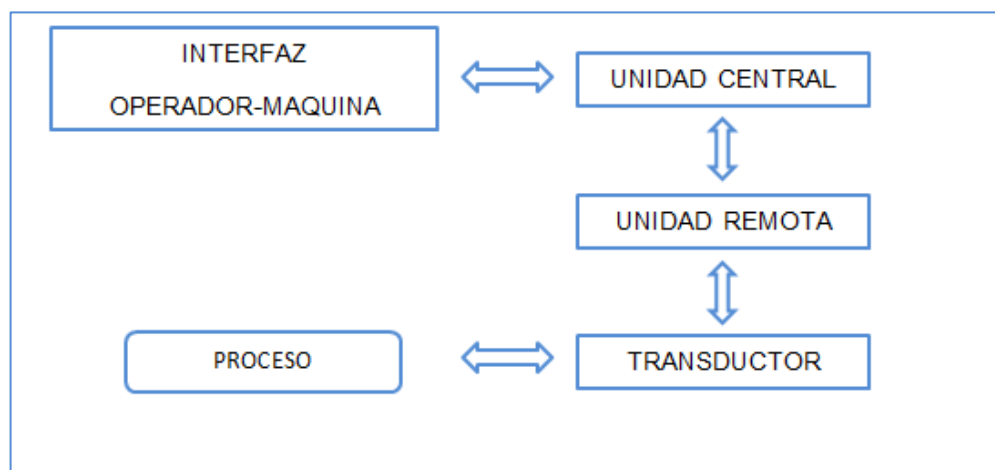 INTERFAZ
OPERADOR-MAQUINA
UNIDAD CENTRAL
UNIDAD REMOTA
PROCESO
TRANSDUCTOR